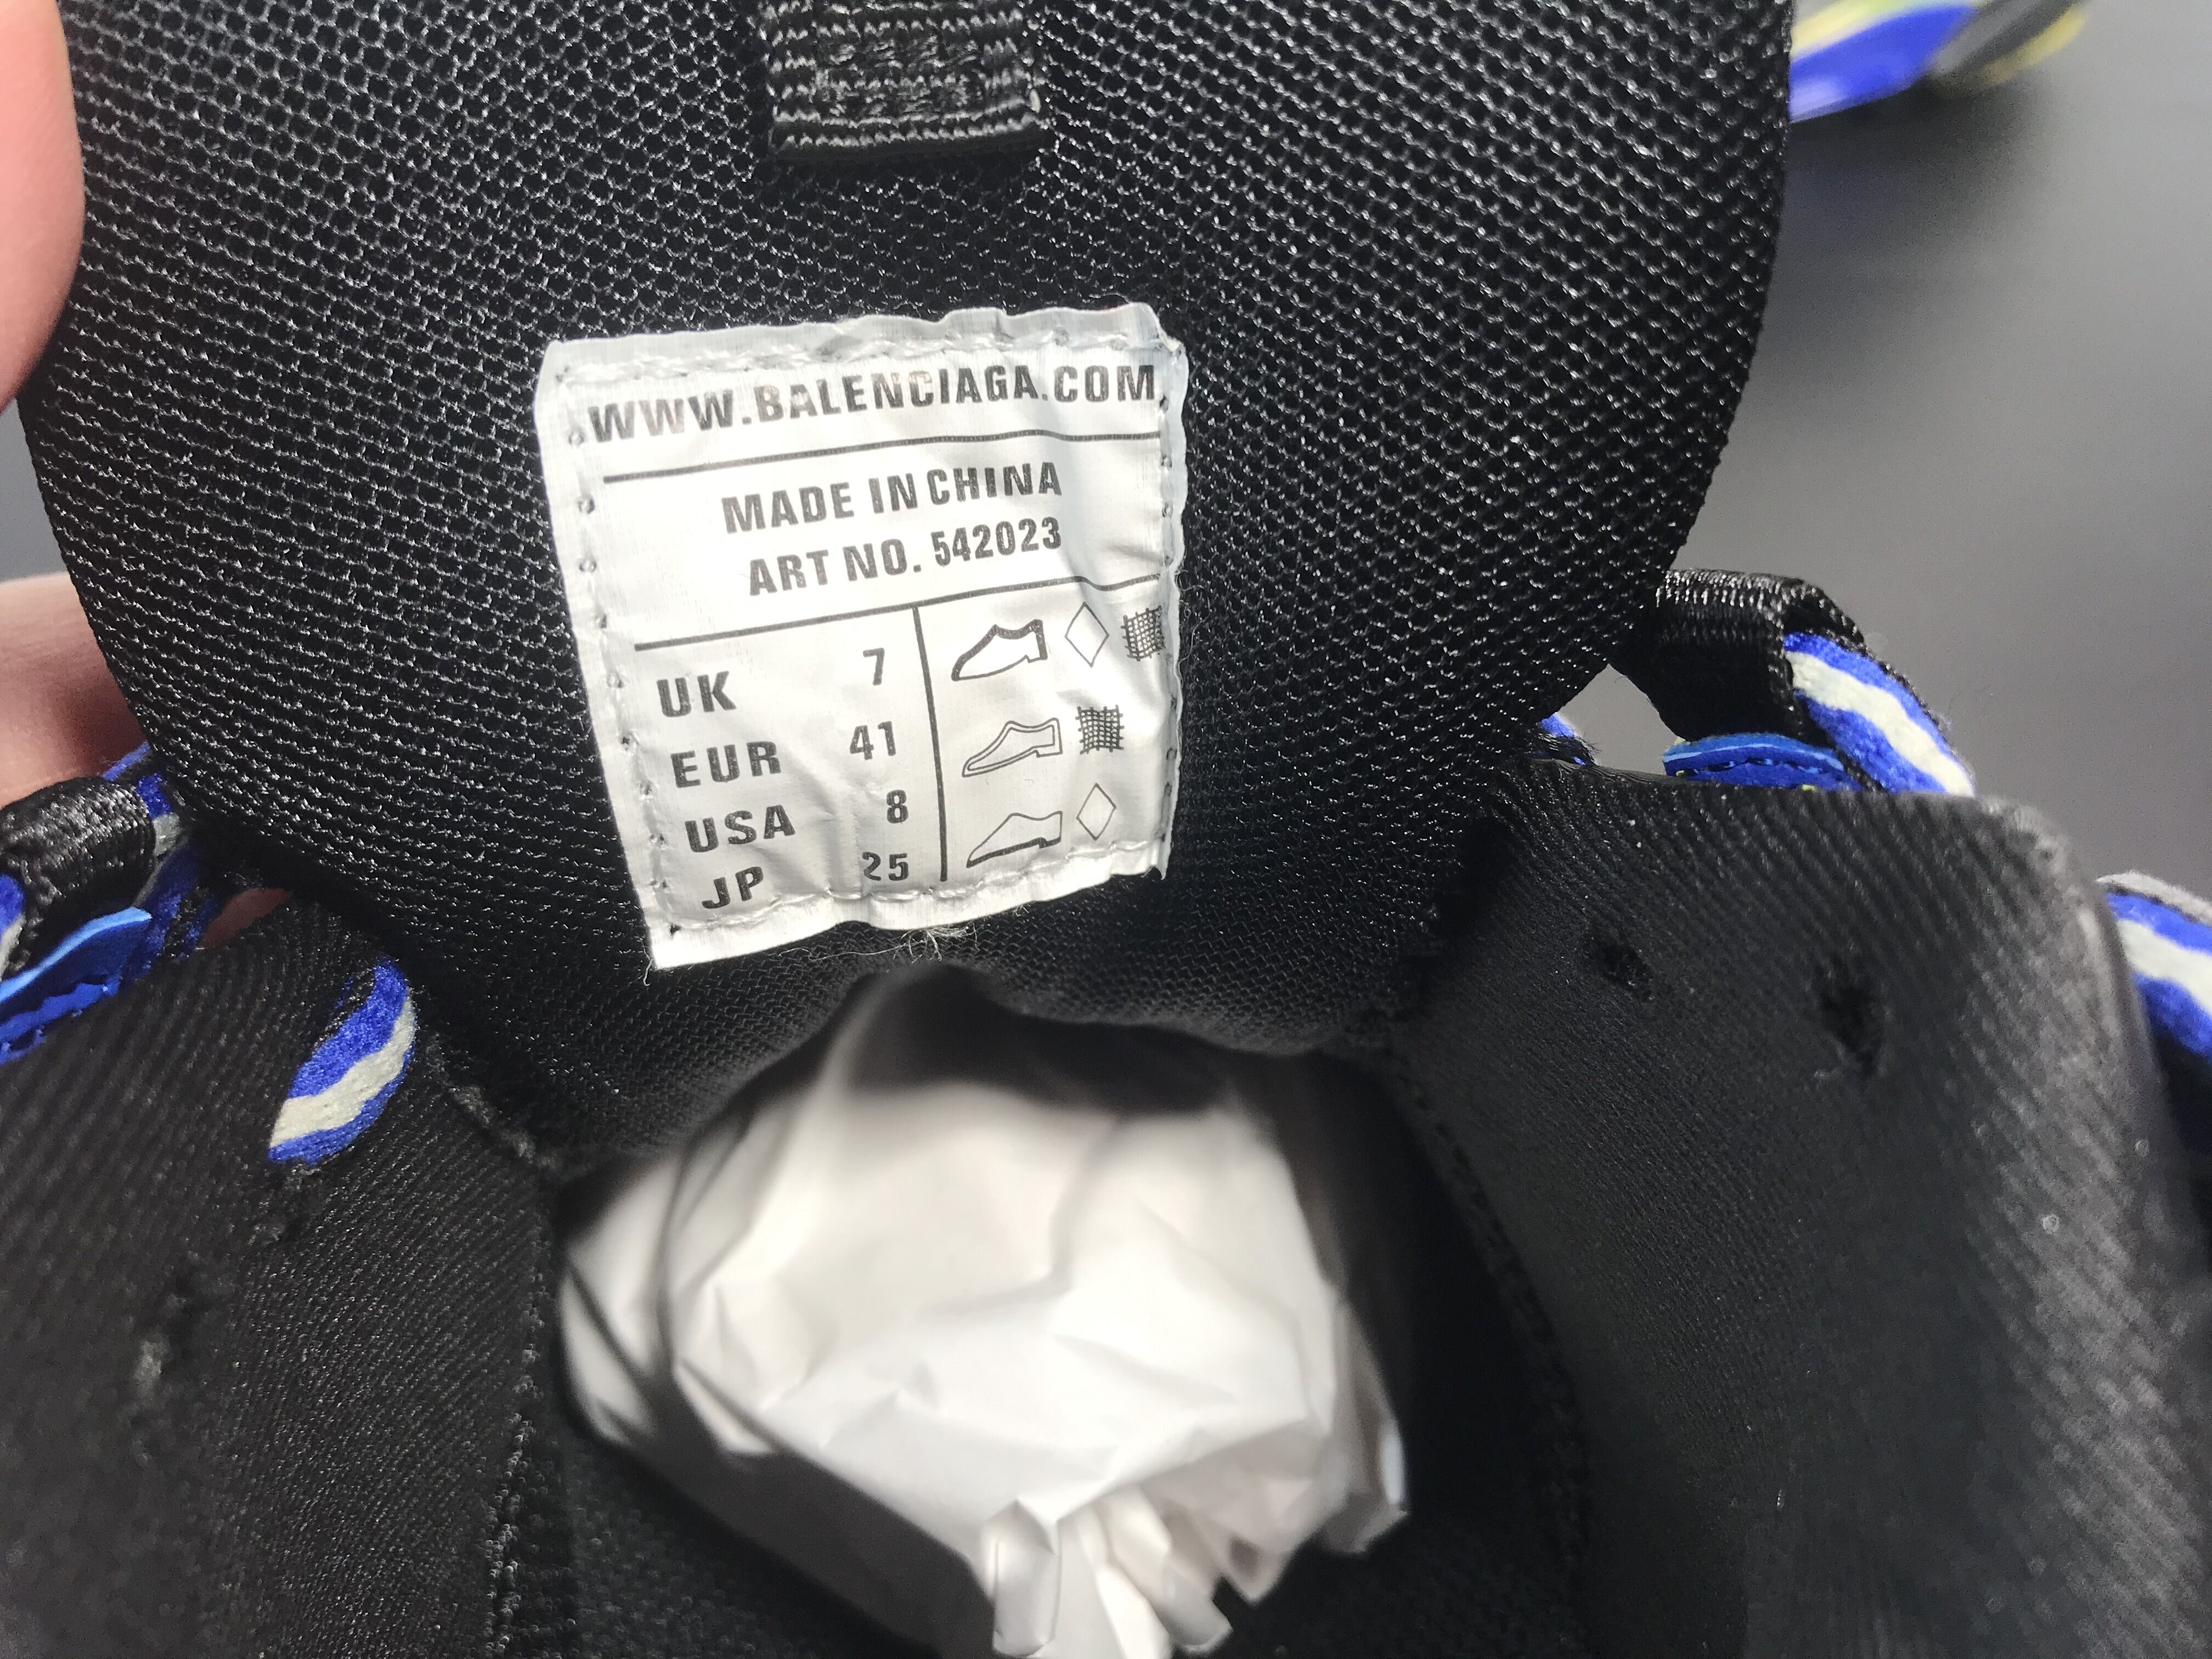 WWW.BALENCIAGA.COM
MADE IN CHINA
ART NO. 542023
UK 7
EUR 41
USA 8
JP 25